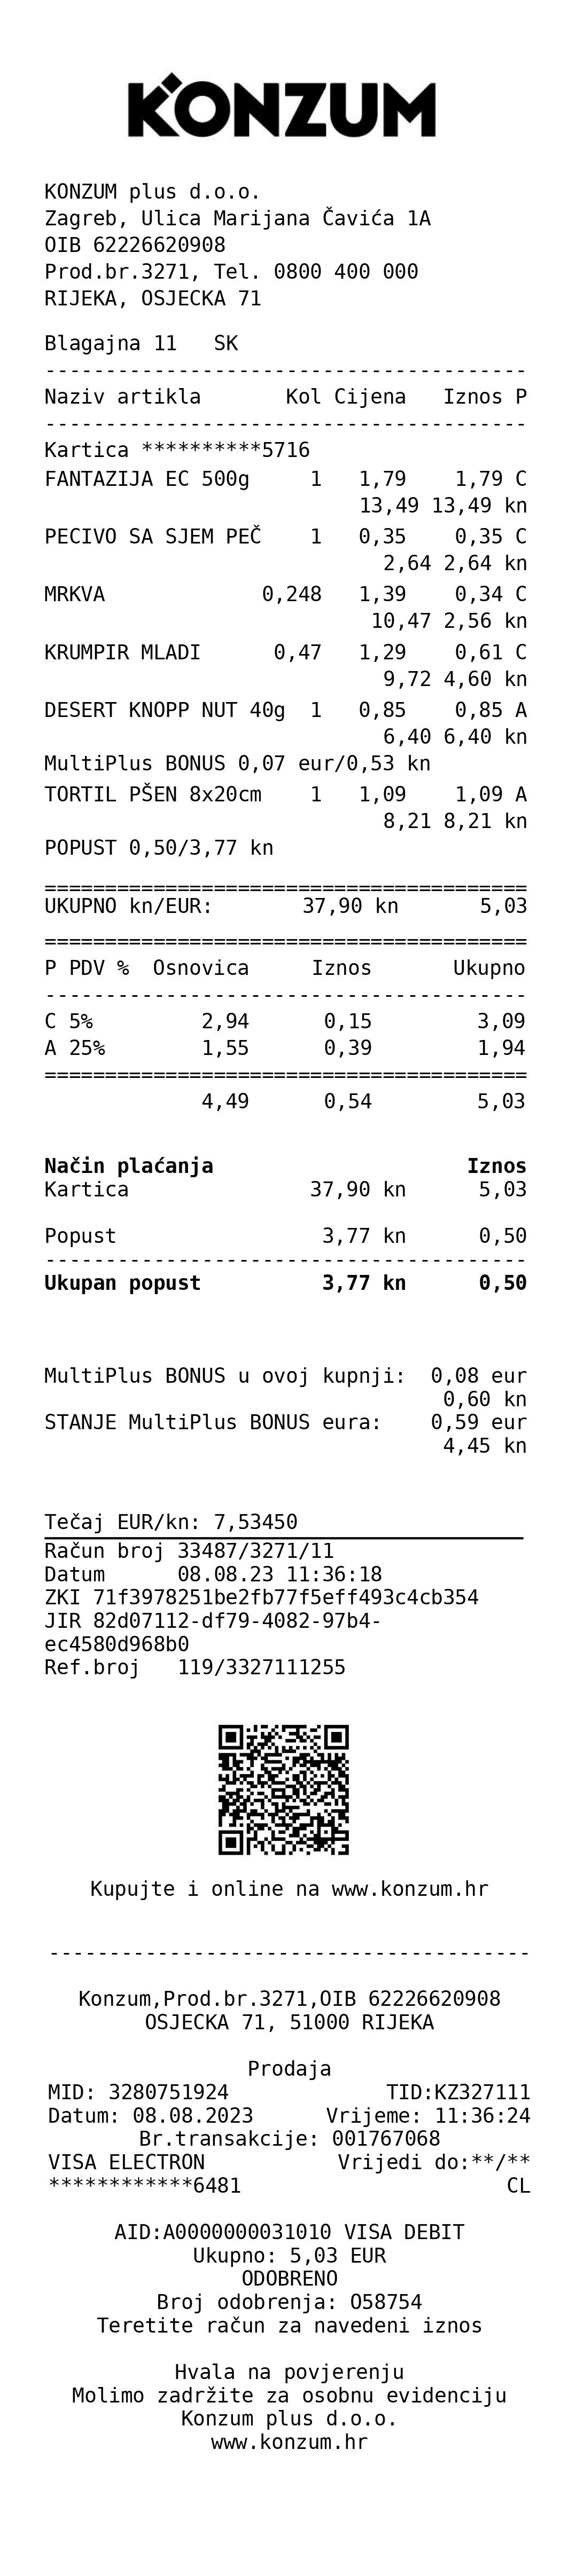 KONZUM
KONZUM plus d.o.o.
Zagreb, Ulica Marijana Čavića 1A
OIB 62226620908
Prod.br.3271, Tel. 0800 400 000
RIJEKA, OSJECKA 71
Blagajna 11   SK
----------------------------------------
Naziv artikla       Kol Cijena   Iznos P
----------------------------------------
Kartica **********5716
FANTAZIJA EC 500g     1   1,79    1,79 C
13,49 13,49 kn
PECIVO SA SJEM PEČ    1   0,35    0,35 C
2,64 2,64 kn
MRKVA             0,248   1,39    0,34 C
10,47 2,56 kn
KRUMPIR MLADI      0,47   1,29    0,61 C
9,72 4,60 kn
DESERT KNOPP NUT 40g  1   0,85    0,85 A
6,40 6,40 kn
MultiPlus BONUS 0,07 eur/0,53 kn
TORTIL PŠEN 8x20cm    1   1,09    1,09 A
8,21 8,21 kn
POPUST 0,50/3,77 kn
========================================
UKUPNO kn/EUR:        37,90 kn      5,03
========================================
P PDV %  Osnovica     Iznos       Ukupno
----------------------------------------
C 5%         2,94      0,15         3,09
A 25%        1,55      0,39         1,94
========================================
4,49      0,54         5,03
Način plaćanja                     Iznos
Kartica               37,90 kn      5,03
Popust                 3,77 kn      0,50
----------------------------------------
Ukupan popust          3,77 kn      0,50
MultiPlus BONUS u ovoj kupnji:  0,08 eur
0,60 kn
STANJE MultiPlus BONUS eura:    0,59 eur
4,45 kn
Tečaj EUR/kn: 7,53450
Račun broj 33487/3271/11
Datum      08.08.23 11:36:18
ZKI 71f3978251be2fb77f5eff493c4cb354
JIR 82d07112-df79-4082-97b4-
ec4580d968b0
Ref.broj   119/3327111255
Kupujte i online na www.konzum.hr
----------------------------------------
Konzum,Prod.br.3271,OIB 62226620908
OSJECKA 71, 51000 RIJEKA
Prodaja
MID: 3280751924             TID:KZ327111
Datum: 08.08.2023      Vrijeme: 11:36:24
Br.transakcije: 001767068
VISA ELECTRON           Vrijedi do:**/**
************6481                      CL
AID:A0000000031010 VISA DEBIT
Ukupno: 5,03 EUR
ODOBRENO
Broj odobrenja: O58754
Teretite račun za navedeni iznos
Hvala na povjerenju
Molimo zadržite za osobnu evidenciju
Konzum plus d.o.o.
www.konzum.hr